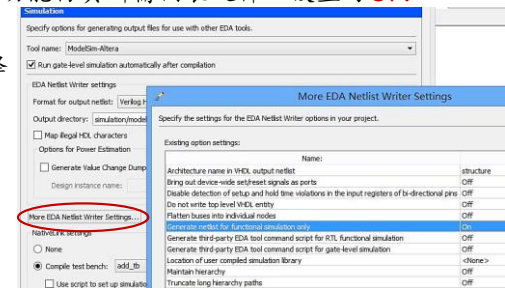 Simulation
Specify options for generating output files for use with other EDA tools.
Tool name: ModelSim-Altera
Run gate-level simulation automatically after compilation
EDA Netlist Writer settings
Format for output netlist: Verilog H
Output directory: simulation/model
Map illegal HDL characters
Options for Power Estimation
Generate Value Change Dump
Design instance name:
More EDA Netlist Writer Settings...
NativeLink settings
None
Compile test bench: add_tb
Use script to set up simulatio
More EDA Netlist Writer Settings
Specify the settings for the EDA Netlist Writer options in your project.
Existing option settings:
Name:
Architecture name in VHDL output netlist structure
Bring out device-wide set/reset signals as ports Off
Disable detection of setup and hold time violations in the input registers of bi-directional pins Off
Do not write top level VHDL entity Off
Flatten buses into individual nodes Off
Generate netlist for functional simulation only On
Generate third-party EDA tool command script for RTL functional simulation Off
Generate third-party EDA tool command script for gate-level simulation Off
Location of user compiled simulation library <None>
Maintain hierarchy Off
Truncate long hierarchy paths Off